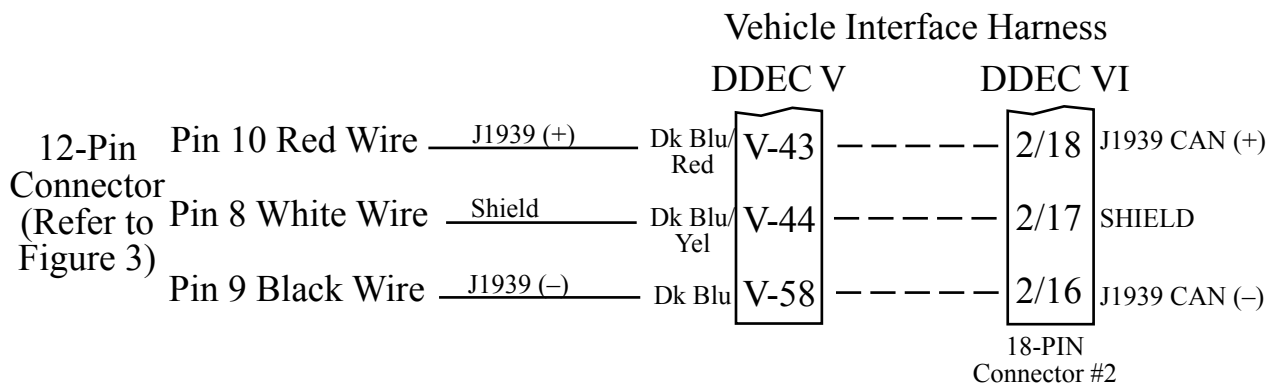 Vehicle Interface Harness
DDEC V
DDEC VI
12-Pin
Connector
(Refer to
Figure 3)
Pin 10 Red Wire J1939 (+) Dk Blu/
Red
V-43 2/18 J1939 CAN (+)
Pin 8 White Wire Shield Dk Blu/
Yel
V-44 2/17 SHIELD
Pin 9 Black Wire J1939 (–) Dk Blu V-58 2/16 J1939 CAN (–)
18-PIN
Connector #2